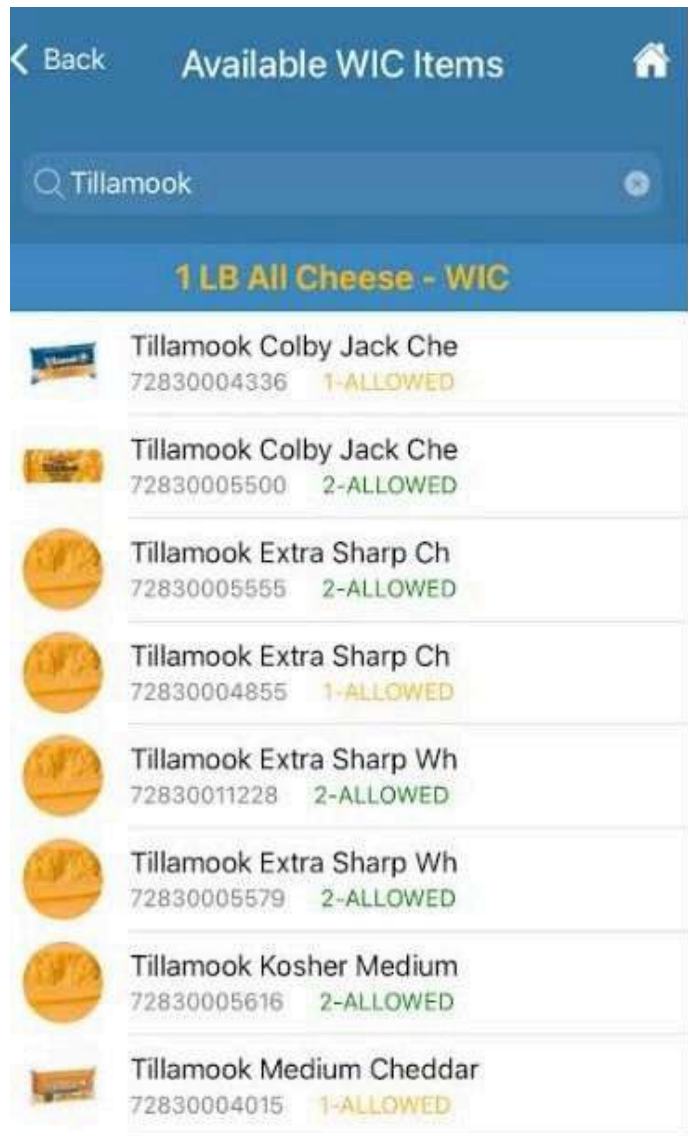 Back
Available WIC Items
Tillamook
1 LB All Cheese - WIC
Tillamook Colby Jack Che
72830004336 1-ALLOWED
Tillamook Colby Jack Che
72830005500 2-ALLOWED
Tillamook Extra Sharp Ch
72830005555 2-ALLOWED
Tillamook Extra Sharp Ch
72830004855 1-ALLOWED
Tillamook Extra Sharp Wh
72830011228 2-ALLOWED
Tillamook Extra Sharp Wh
72830005579 2-ALLOWED
Tillamook Kosher Medium
72830005616 2-ALLOWED
Tillamook Medium Cheddar
72830004015 1-ALLOWED